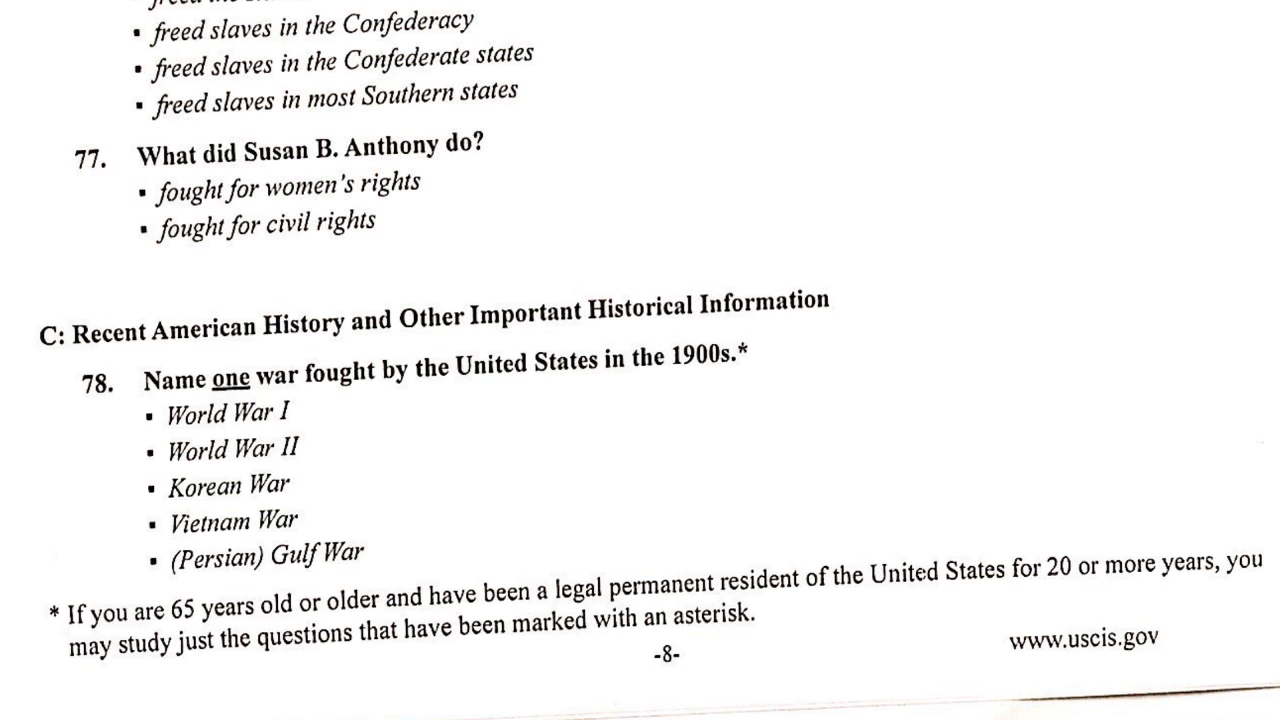 ▪ freed slaves in the Confederacy
▪ freed slaves in the Confederate states
▪ freed slaves in most Southern states
77. What did Susan B. Anthony do?
▪ fought for women's rights
▪ fought for civil rights
C: Recent American History and Other Important Historical Information
78. Name one war fought by the United States in the 1900s.*
▪ World War I
▪ World War II
▪ Korean War
▪ Vietnam War
▪ (Persian) Gulf War
* If you are 65 years old or older and have been a legal permanent resident of the United States for 20 or more years, you
may study just the questions that have been marked with an asterisk.
-8-
www.uscis.gov